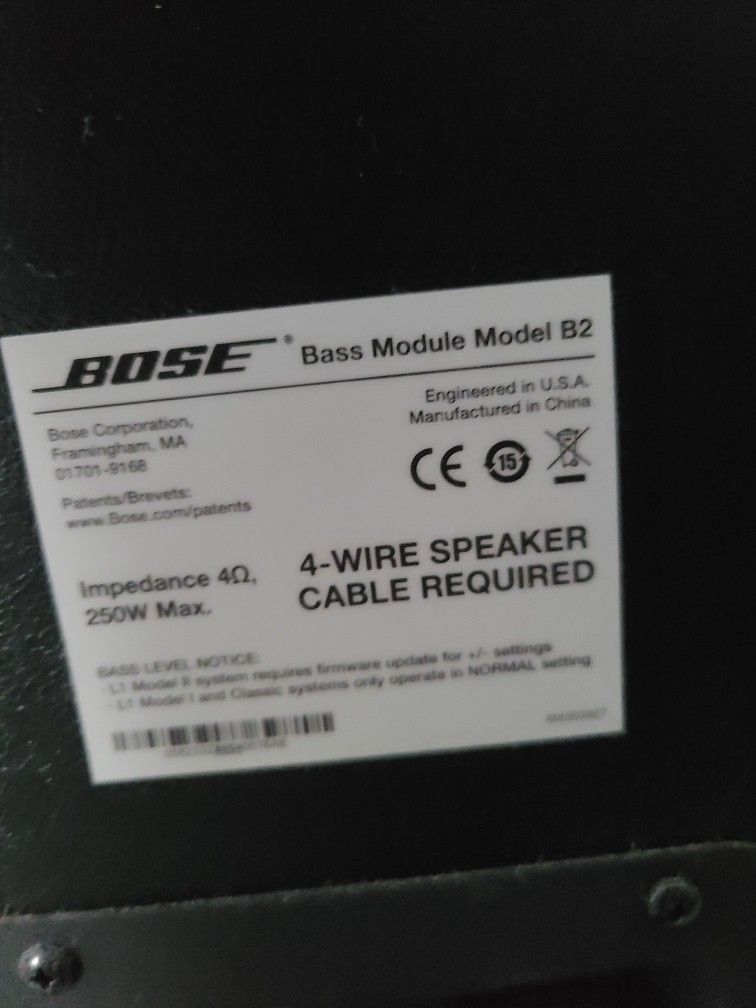 BOSE® Bass Module Model B2
Bose Corporation,
Framingham, MA
01701-9168
Patents/Brevets:
www.Bose.com/patents
Engineered in U.S.A.
Manufactured in China
CE 15
Impedance 4Ω,
250W Max.
4-WIRE SPEAKER
CABLE REQUIRED
BASS LEVEL NOTICE:
- L1 Model II system requires firmware update for +/- settings
- L1 Model I and Classic systems only operate in NORMAL setting